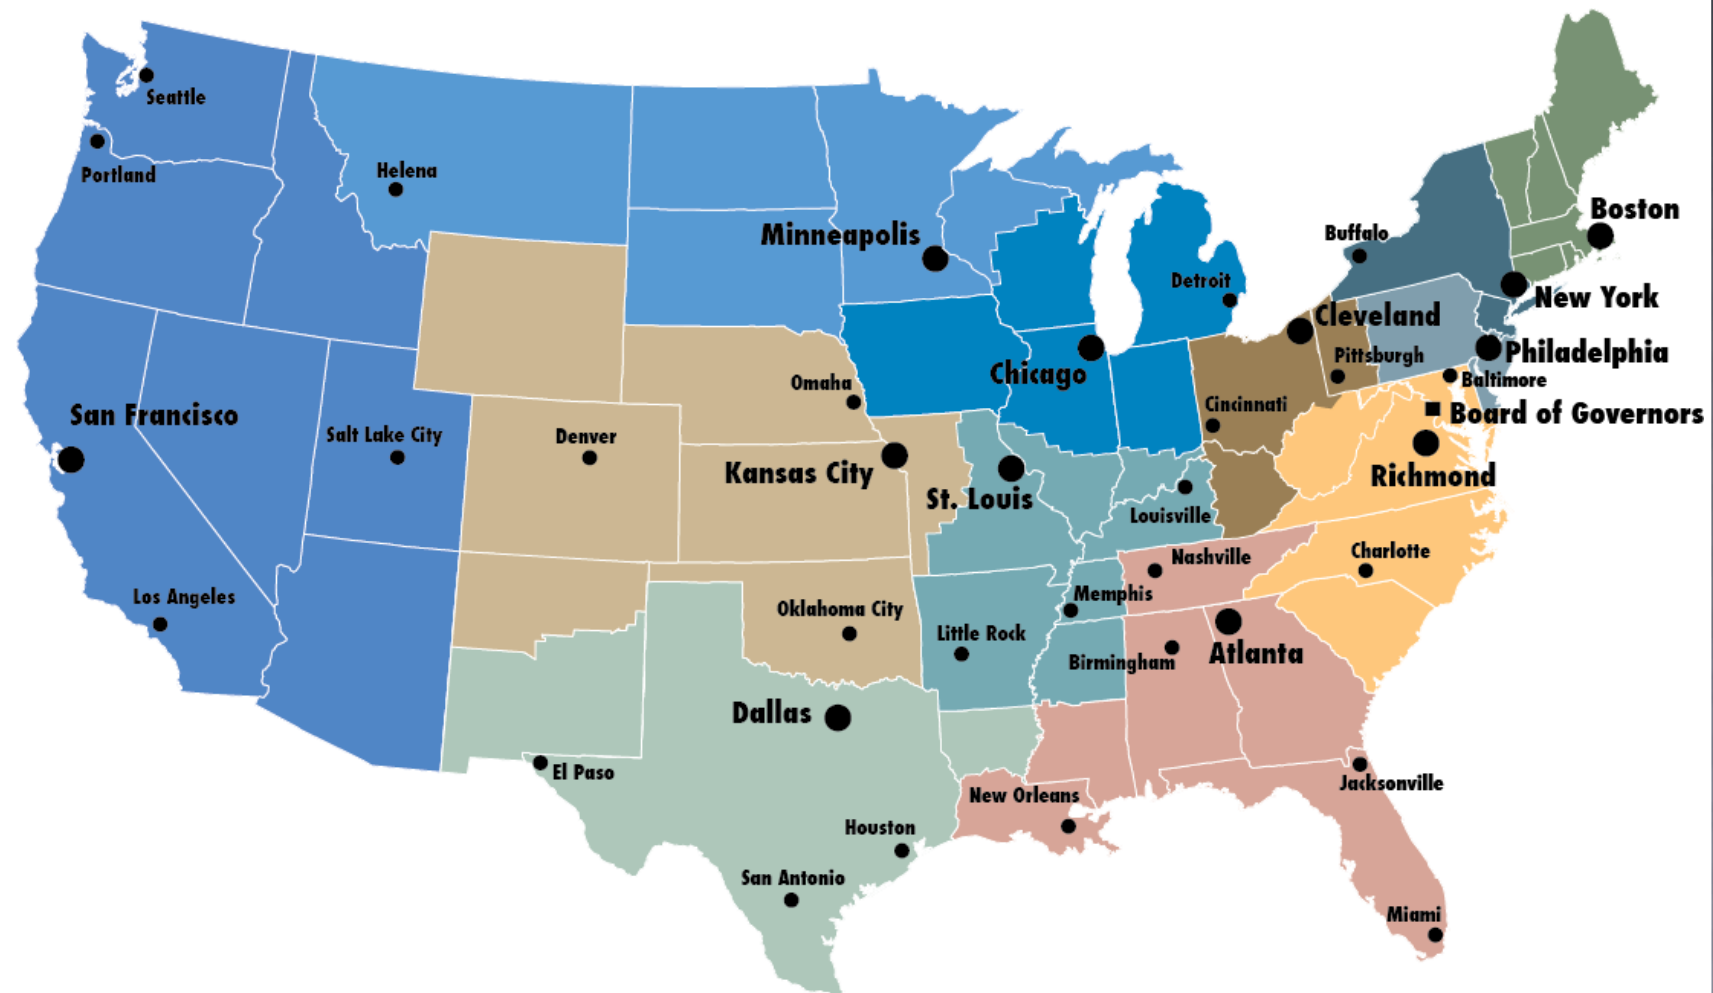 Seattle
Portland
Helena
Minneapolis
Boston
Buffalo
Detroit
New York
Cleveland
Philadelphia
Pittsburgh
Chicago
Baltimore
Omaha
Cincinnati
Board of Governors
San Francisco
Salt Lake City
Denver
Kansas City
Richmond
St. Louis
Louisville
Nashville
Charlotte
Los Angeles
Memphis
Oklahoma City
Little Rock
Birmingham
Atlanta
Dallas
El Paso
Jacksonville
New Orleans
Houston
San Antonio
Miami